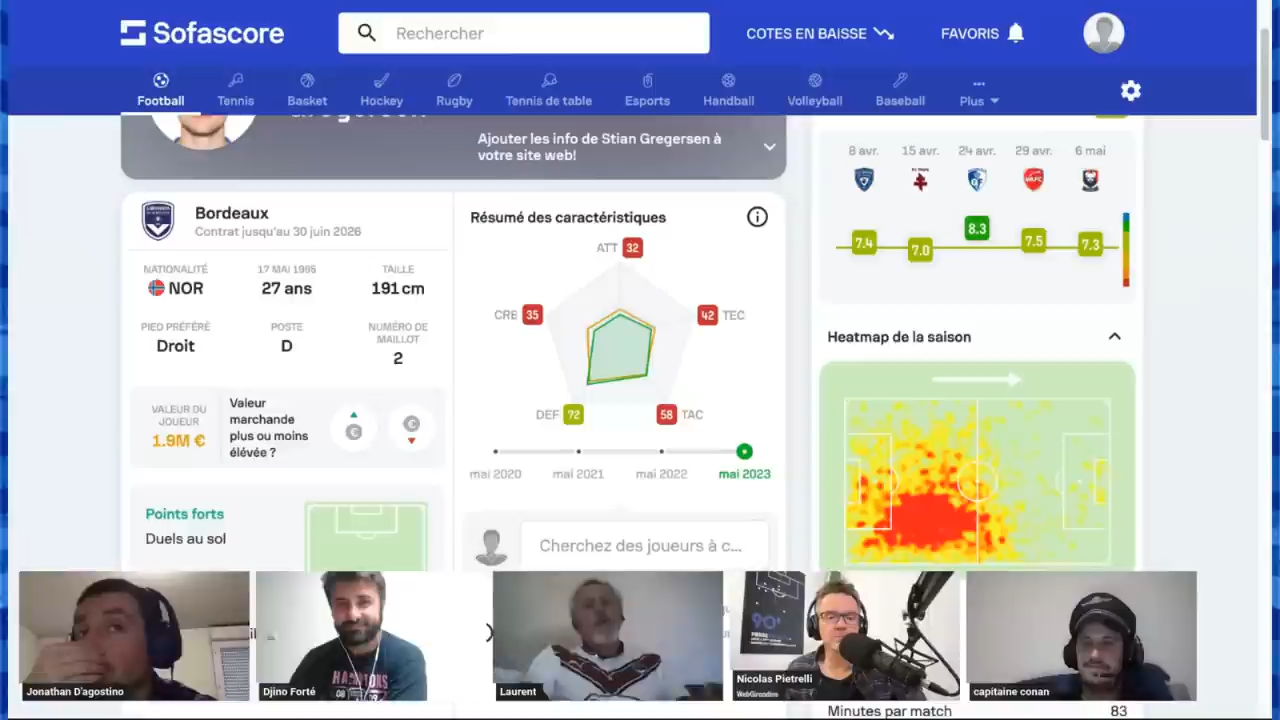 Sofascore
Rechercher
COTES EN BAISSE
FAVORIS
Football
Tennis
Basket
Hockey
Rugby
Tennis de table
Esports
Handball
Volleyball
Baseball
Plus
Ajouter les info de Stian Gregersen à
votre site web!
Bordeaux
Contrat jusqu'au 30 juin 2026
NATIONALITÉ
NOR
17 MAI 1995
27 ans
TAILLE
191 cm
PIED PRÉFÉRÉ
Droit
POSTE
D
NUMÉRO DE
MAILLOT
2
VALEUR DU
JOUEUR
1.9M €
Valeur
marchande
plus ou moins
élevée ?
Points forts
Duels au sol
Résumé des caractéristiques
ATT 32
CRE 35
42 TEC
DEF 72
58 TAC
mai 2020
mai 2021
mai 2022
mai 2023
Cherchez des joueurs à c...
8 avr.
15 avr.
24 avr.
29 avr.
6 mai
7.4
7.0
8.3
7.5
7.3
Heatmap de la saison
Jonathan D'agostino
Djino Forté
Laurent
90'
Nicolas Pietrelli
WebGirondins
capitaine conan
Minutes par match
83